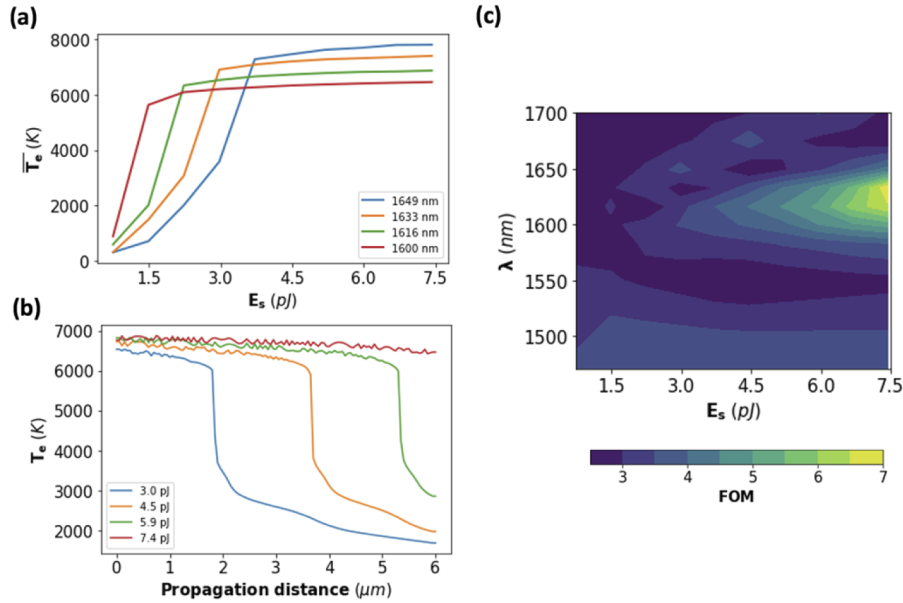 (a)
8000
6000
4000
2000
0
T̅e (K)
1649 nm
1633 nm
1616 nm
1600 nm
1.5 3.0 4.5 6.0 7.5
Es (pJ)
(b)
7000
6000
5000
4000
3000
2000
Te (K)
3.0 pJ
4.5 pJ
5.9 pJ
7.4 pJ
0 1 2 3 4 5 6
Propagation distance (μm)
(c)
1700
1650
1600
1550
1500
λ (nm)
1.5 3.0 4.5 6.0 7.5
Es (pJ)
3 4 5 6 7
FOM